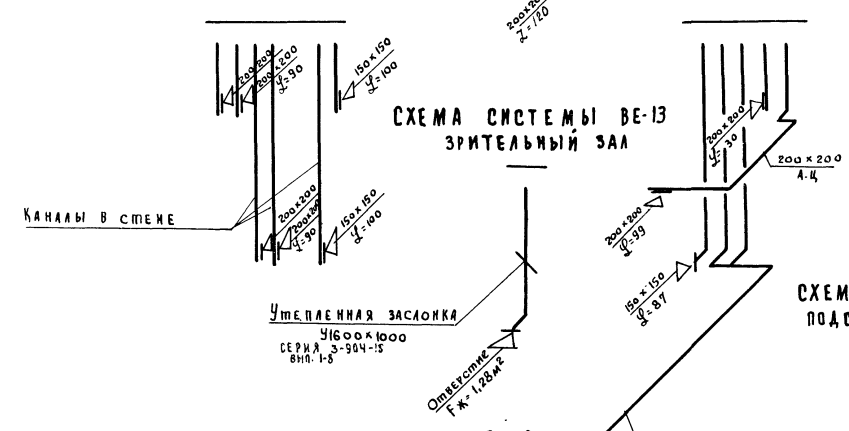 200×200
L=120
200×200
200×200
L=90
150×150
L=100
СХЕМА СИСТЕМЫ ВЕ-13
ЗРИТЕЛЬНЫЙ ЗАЛ
200×200
L=30
200×200
А.Ц
Каналы в стене
200×200
200×200
L=90
150×150
L=100
200×200
L=99
150×150
L=87
Утепленная заслонка
У1600×1000
СЕРИЯ 3-904-15
ВЫП. 1-8
Отверстие
Fж=1,28м²
СХЕМ
ПОДС